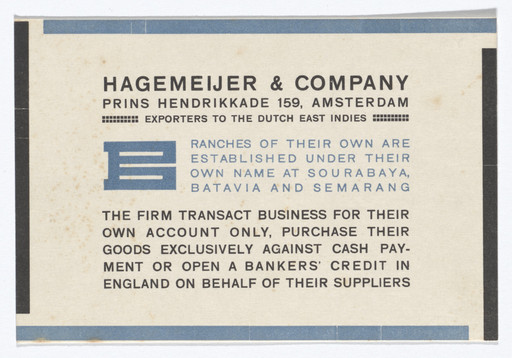 HAGEMEIJER & COMPANY
PRINS HENDRIKKADE 159, AMSTERDAM
EXPORTERS TO THE DUTCH EAST INDIES
BRANCHES OF THEIR OWN ARE
ESTABLISHED UNDER THEIR
OWN NAME AT SOURABAYA,
BATAVIA AND SEMARANG
THE FIRM TRANSACT BUSINESS FOR THEIR
OWN ACCOUNT ONLY, PURCHASE THEIR
GOODS EXCLUSIVELY AGAINST CASH PAY-
MENT OR OPEN A BANKERS' CREDIT IN
ENGLAND ON BEHALF OF THEIR SUPPLIERS